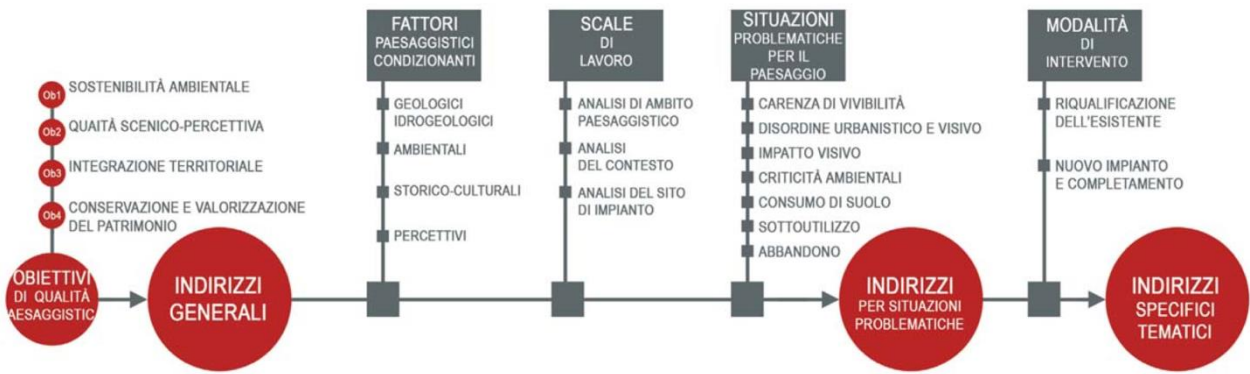 FATTORI
PAESAGGISTICI
CONDIZIONANTI
SCALE
DI
LAVORO
SITUAZIONI
PROBLEMATICHE
PER IL
PAESAGGIO
MODALITÀ
DI
INTERVENTO
Ob1
SOSTENIBILITÀ AMBIENTALE
Ob2
QUAITÀ SCENICO-PERCETTIVA
Ob3
INTEGRAZIONE TERRITORIALE
Ob4
CONSERVAZIONE E VALORIZZAZIONE
DEL PATRIMONIO
GEOLOGICI
IDROGEOLOGICI
AMBIENTALI
STORICO-CULTURALI
PERCETTIVI
ANALISI DI AMBITO
PAESAGGISTICO
ANALISI
DEL CONTESTO
ANALISI DEL SITO
DI IMPIANTO
CARENZA DI VIVIBILITÀ
DISORDINE URBANISTICO E VISIVO
IMPATTO VISIVO
CRITICITÀ AMBIENTALI
CONSUMO DI SUOLO
SOTTOUTILIZZO
ABBANDONO
RIQUALIFICAZIONE
DELL'ESISTENTE
NUOVO IMPIANTO
E COMPLETAMENTO
OBIETTIVI
DI QUALITÀ
AESAGGISTIC
INDIRIZZI
GENERALI
INDIRIZZI
PER SITUAZIONI
PROBLEMATICHE
INDIRIZZI
SPECIFICI
TEMATICI